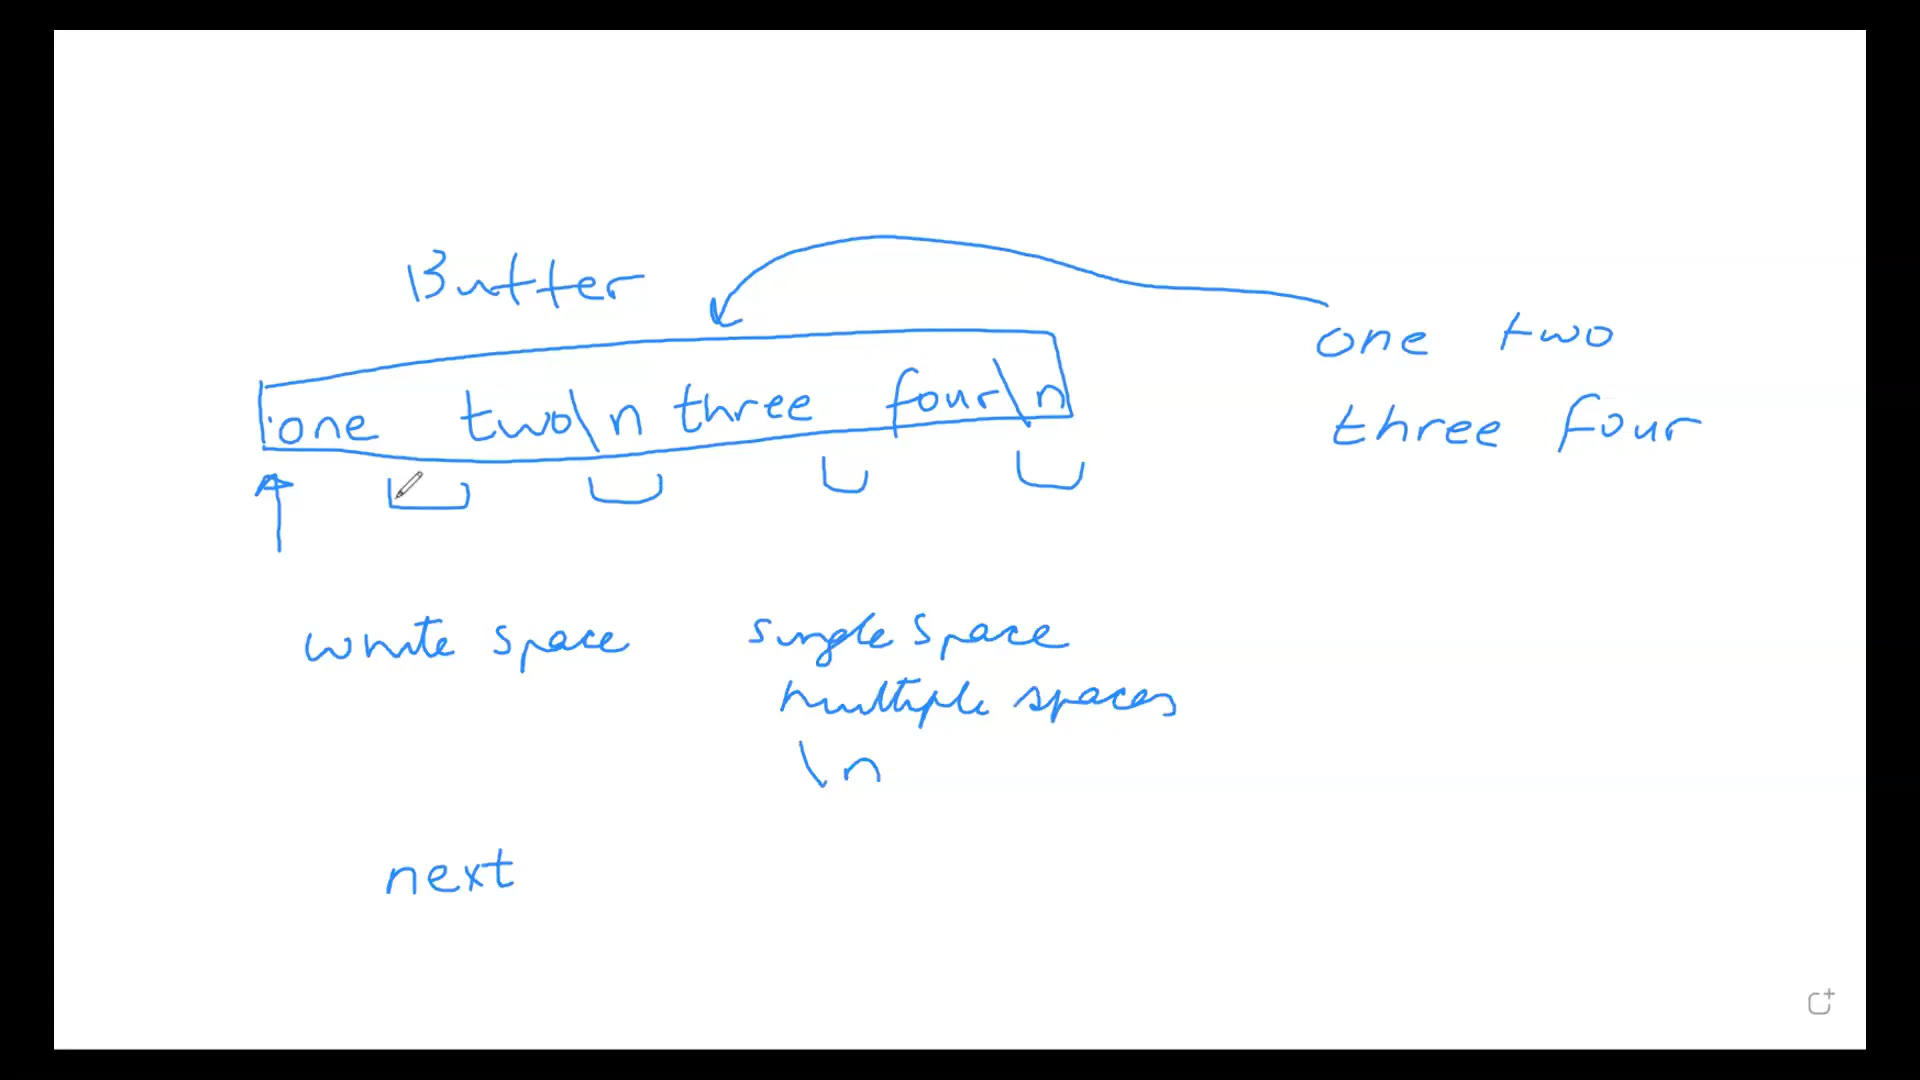 Buffer
one two\n three four\n
one two
three four
white space
single space
multiple spaces
\n
next